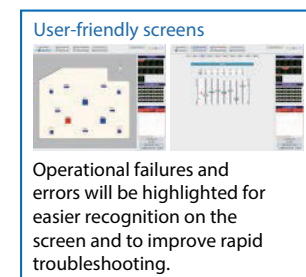 User-friendly screens
Operational failures and
errors will be highlighted for
easier recognition on the
screen and to improve rapid
troubleshooting.